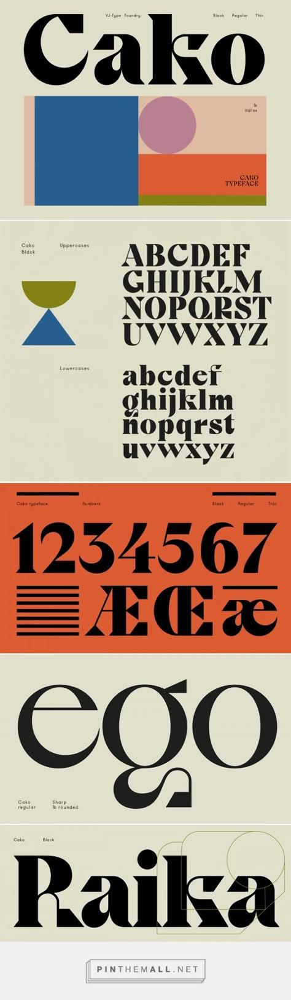 VJ-Type Foundry
Black Regular Thin
Cako
&
Italics
CAKO
TYPEFACE
Cako
Black
Uppercases
ABCDEF
GHIJKLM
NOPQRST
UVWXYZ
Lowercases
abcdef
ghijklm
ñopqrst
uvwxyz
Cako typeface.
Numbers
Black Regular Thin
1234567
ÆŒæ
ego
Cako
regular
Sharp
& rounded
Cako Black
Raika
PINTHEMALL.NET